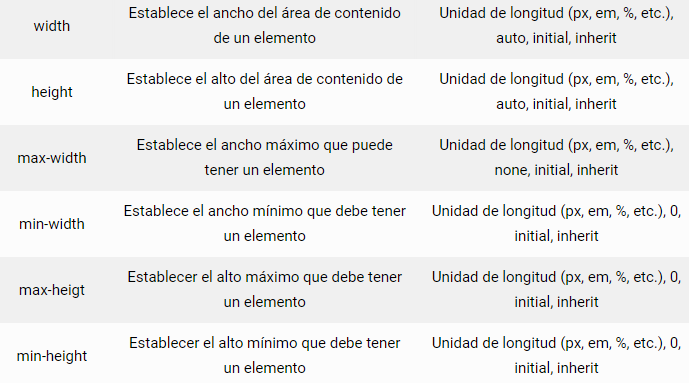 width
Establece el ancho del área de contenido
de un elemento
Unidad de longitud (px, em, %, etc.),
auto, initial, inherit
height
Establece el alto del área de contenido de
un elemento
Unidad de longitud (px, em, %, etc.),
auto, initial, inherit
max-width
Establece el ancho máximo que puede
tener un elemento
Unidad de longitud (px, em, %, etc.),
none, initial, inherit
min-width
Establece el ancho mínimo que debe tener
un elemento
Unidad de longitud (px, em, %, etc.), 0,
initial, inherit
max-heigt
Establecer el alto máximo que debe tener
un elemento
Unidad de longitud (px, em, %, etc.), 0,
initial, inherit
min-height
Establecer el alto mínimo que debe tener
un elemento
Unidad de longitud (px, em, %, etc.), 0,
initial, inherit